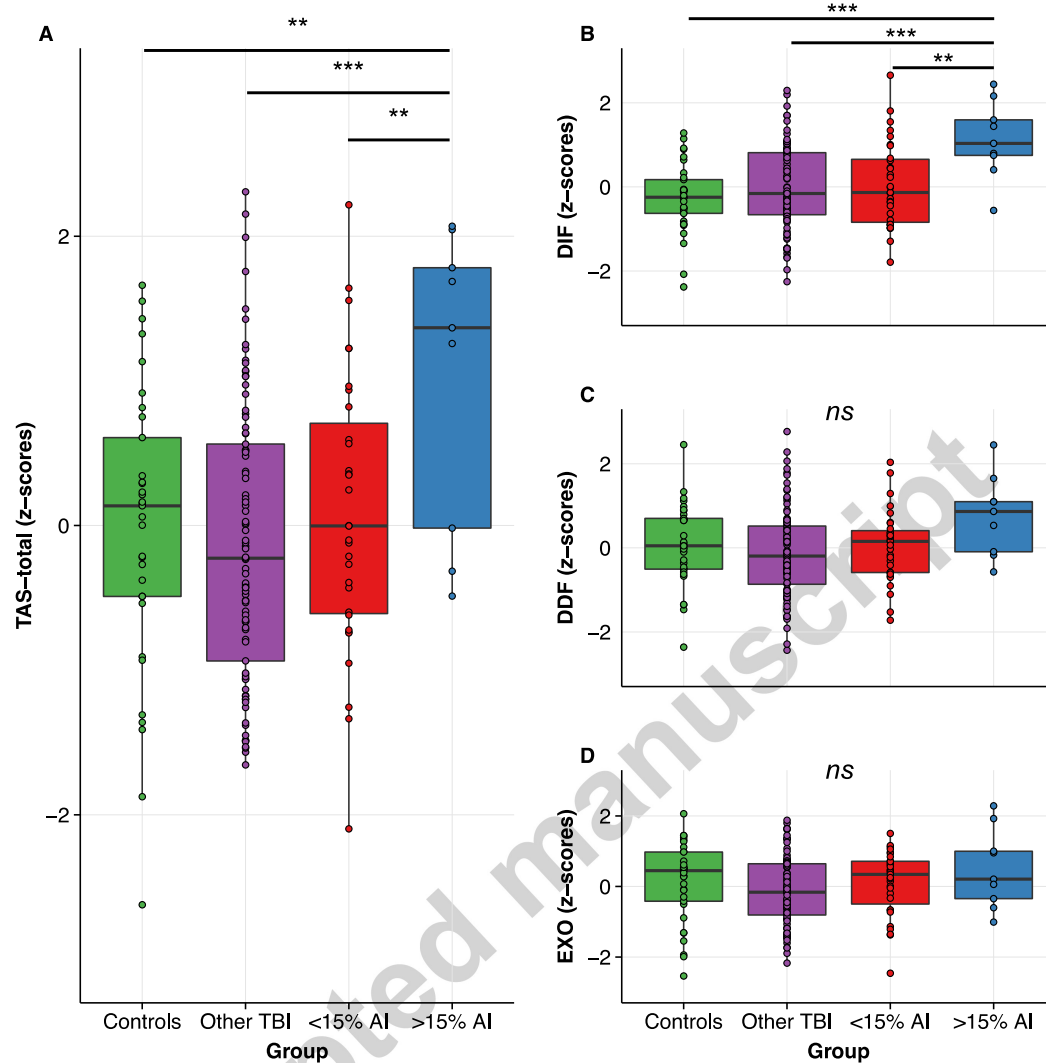 A
**
***
**
2
0
−2
TAS−total (z−scores)
Controls
Other TBI
<15% AI
>15% AI
Group
B
***
***
**
2
0
−2
DIF (z−scores)
C
ns
2
0
−2
DDF (z−scores)
D
ns
2
0
−2
EXO (z−scores)
Controls
Other TBI
<15% AI
>15% AI
Group
pted manuscript